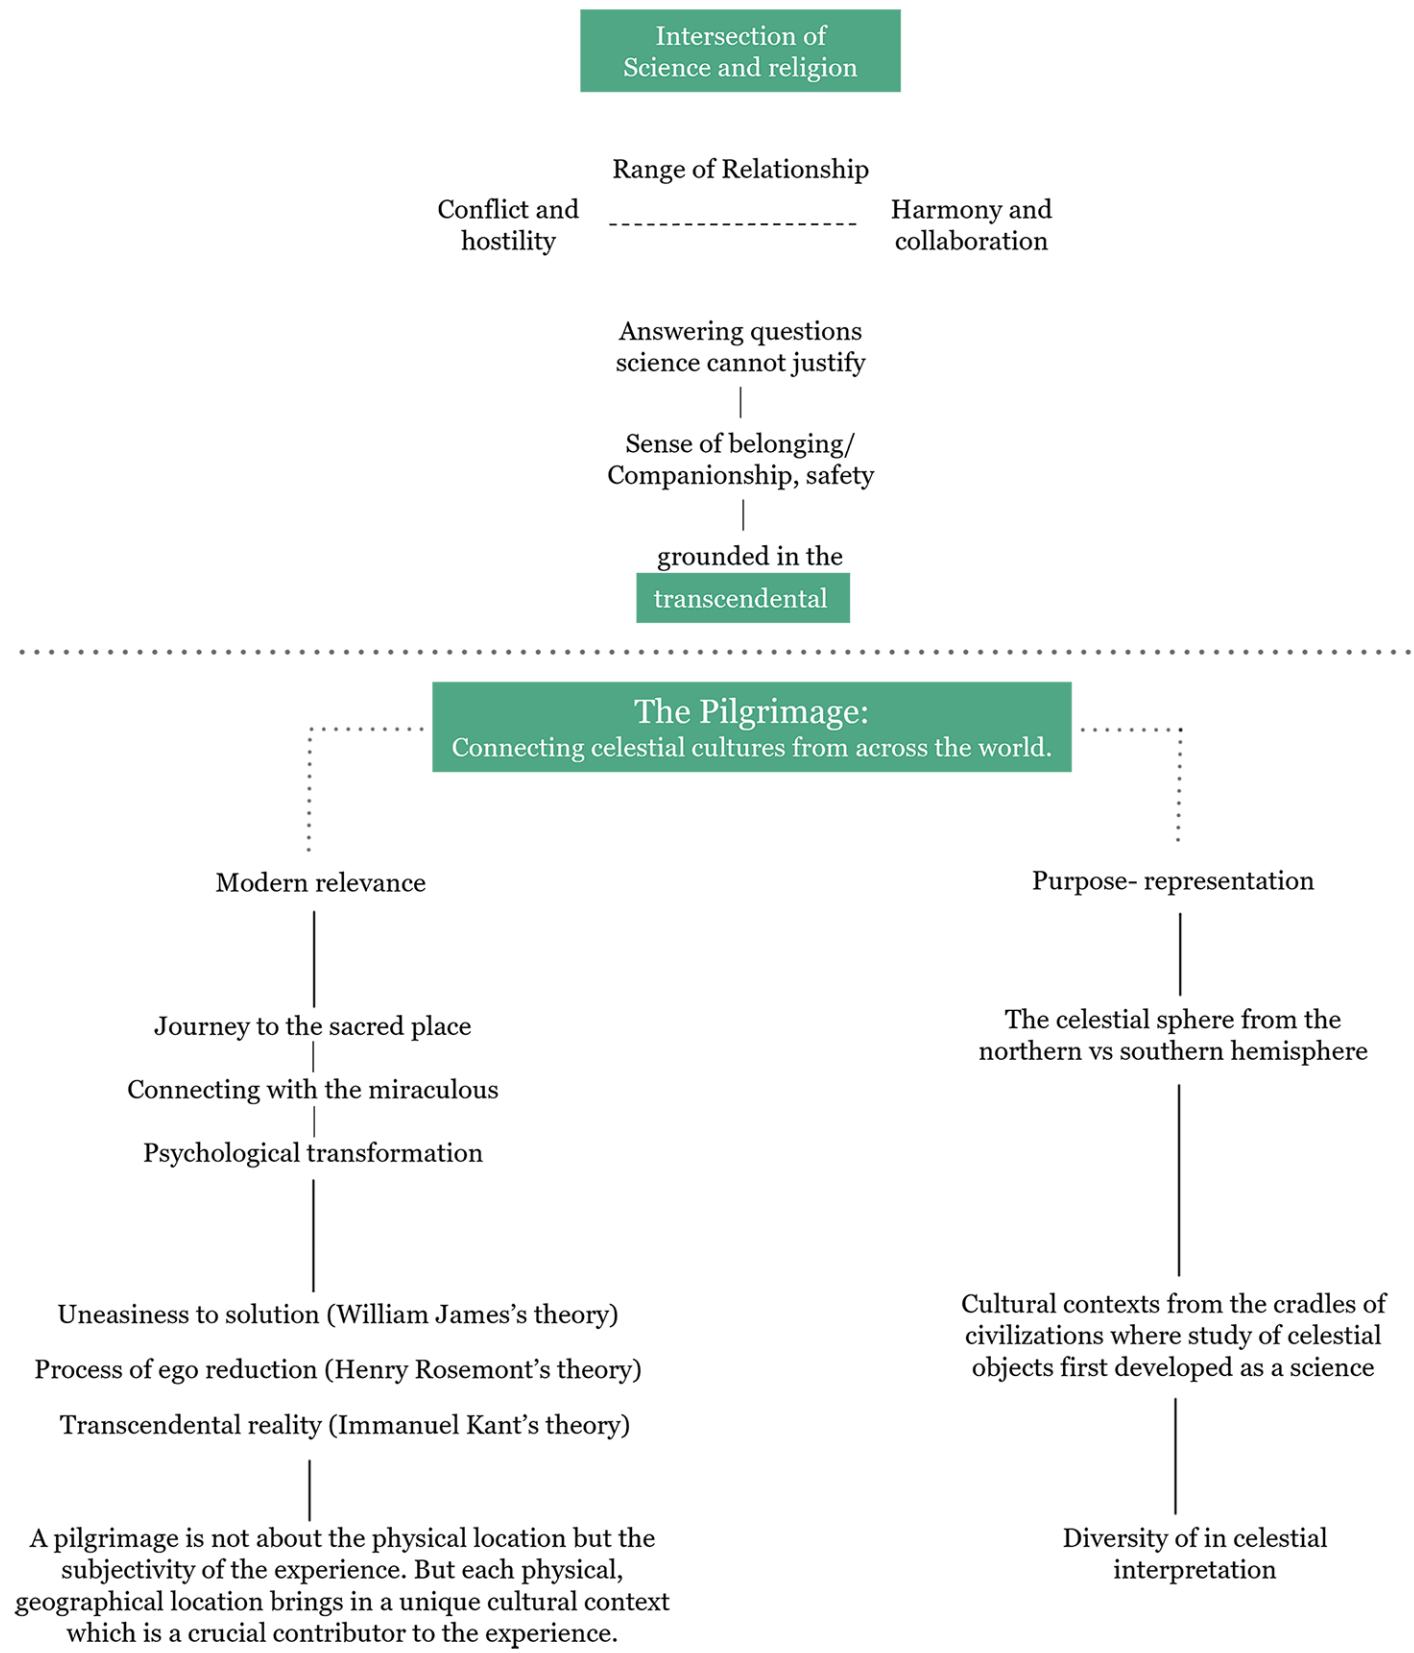 Intersection of
Science and religion
Range of Relationship
Conflict and
hostility
Harmony and
collaboration
Answering questions
science cannot justify
Sense of belonging/
Companionship, safety
grounded in the
transcendental
The Pilgrimage:
Connecting celestial cultures from across the world.
Modern relevance
Journey to the sacred place
Connecting with the miraculous
Psychological transformation
Uneasiness to solution (William James’s theory)
Process of ego reduction (Henry Rosemont’s theory)
Transcendental reality (Immanuel Kant’s theory)
A pilgrimage is not about the physical location but the
subjectivity of the experience. But each physical,
geographical location brings in a unique cultural context
which is a crucial contributor to the experience.
Purpose- representation
The celestial sphere from the
northern vs southern hemisphere
Cultural contexts from the cradles of
civilizations where study of celestial
objects first developed as a science
Diversity of in celestial
interpretation